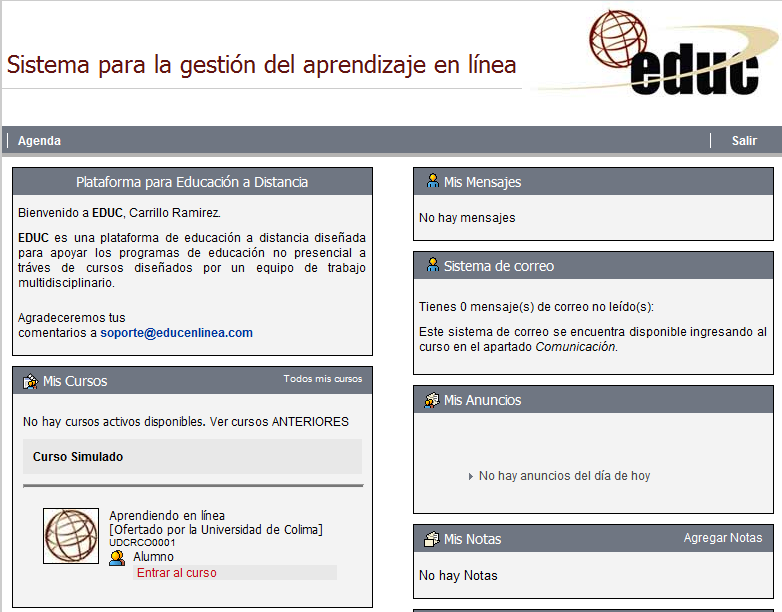 Sistema para la gestión del aprendizaje en línea
educ
Agenda
Salir
Plataforma para Educación a Distancia
Bienvenido a EDUC, Carrillo Ramirez.
EDUC es una plataforma de educación a distancia diseñada
para apoyar los programas de educación no presencial a
tráves de cursos diseñados por un equipo de trabajo
multidisciplinario.
Agradeceremos tus
comentarios a soporte@educenlinea.com
Mis Cursos
Todos mis cursos
No hay cursos activos disponibles. Ver cursos ANTERIORES
Curso Simulado
Aprendiendo en línea
[Ofertado por la Universidad de Colima]
UDCRCO0001
Alumno
Entrar al curso
Mis Mensajes
No hay mensajes
Sistema de correo
Tienes 0 mensaje(s) de correo no leído(s):
Este sistema de correo se encuentra disponible ingresando al
curso en el apartado Comunicación.
Mis Anuncios
No hay anuncios del día de hoy
Mis Notas
Agregar Notas
No hay Notas